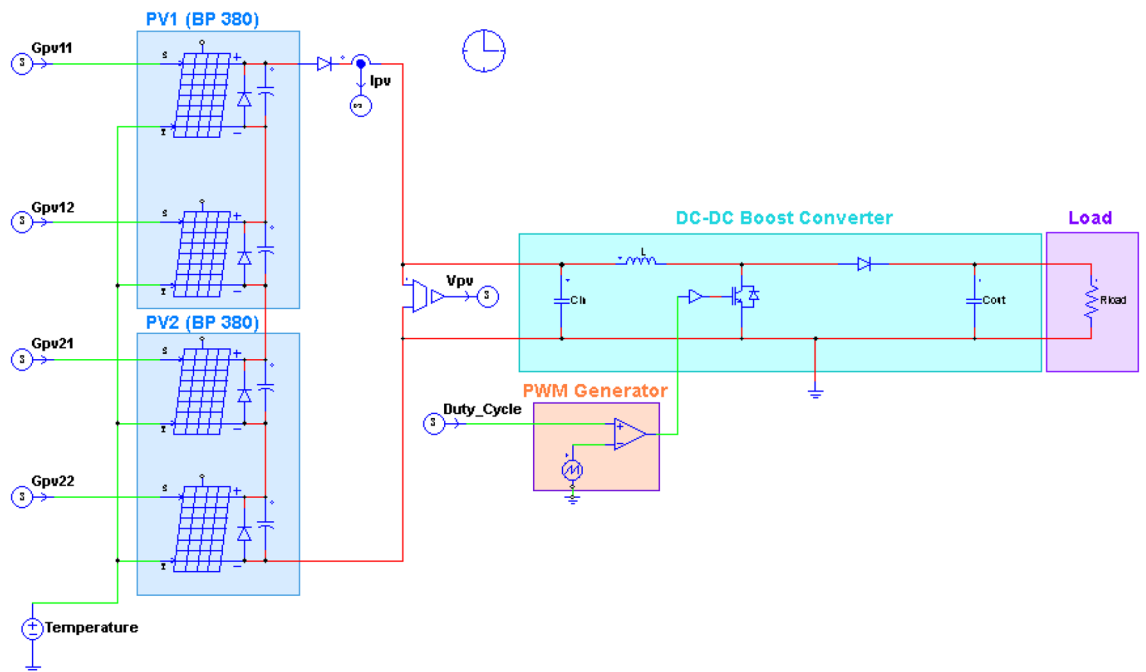 PV1 (BP 380)
Gpv11
S
S
+
T
−
Ipv
Gpv12
S
S
+
T
−
DC-DC Boost Converter
Load
L
Vpv
S
Cin
Cout
Rload
PV2 (BP 380)
Gpv21
S
S
+
T
−
PWM Generator
Duty_Cycle
S
+
−
Gpv22
S
S
+
T
−
+
−
Temperature